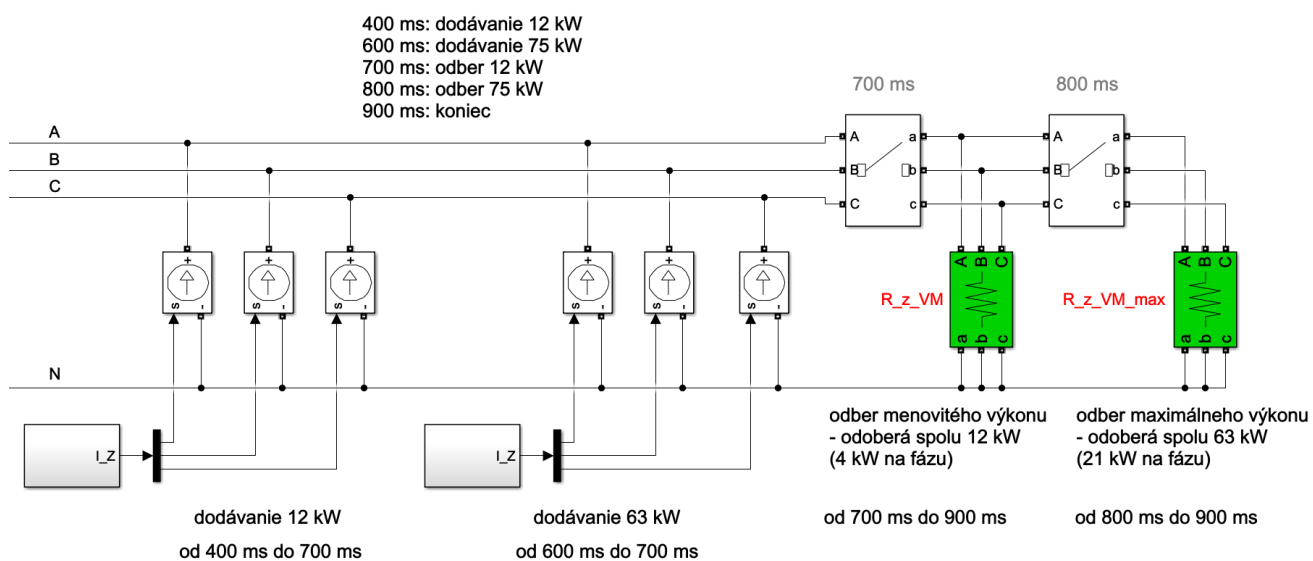 400 ms: dodávanie 12 kW
600 ms: dodávanie 75 kW
700 ms: odber 12 kW
800 ms: odber 75 kW
900 ms: koniec
700 ms
800 ms
A
B
C
N
A a
B b
C c
A a
B b
C c
+
s -
+
s -
+
s -
+
s -
+
s -
+
s -
R_z_VM
A B C
a b c
R_z_VM_max
A B C
a b c
I_Z
I_Z
dodávanie 12 kW
od 400 ms do 700 ms
dodávanie 63 kW
od 600 ms do 700 ms
odber menovitého výkonu
- odoberá spolu 12 kW
(4 kW na fázu)
od 700 ms do 900 ms
odber maximálneho výkonu
- odoberá spolu 63 kW
(21 kW na fázu)
od 800 ms do 900 ms